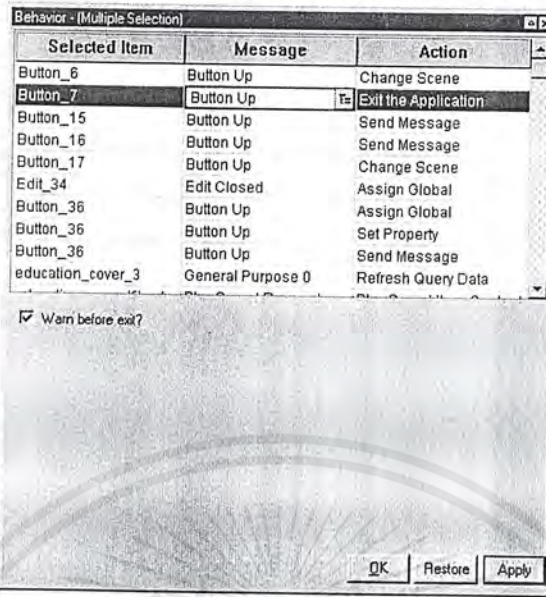 Behavior - (Multiple Selection)
Selected Item Message Action
Button_6 Button Up Change Scene
Button_7 Button Up Exit the Application
Button_15 Button Up Send Message
Button_16 Button Up Send Message
Button_17 Button Up Change Scene
Edit_34 Edit Closed Assign Global
Button_36 Button Up Assign Global
Button_36 Button Up Set Property
Button_36 Button Up Send Message
education_cover_3 General Purpose 0 Refresh Query Data
Warn before exit?
OK Restore Apply